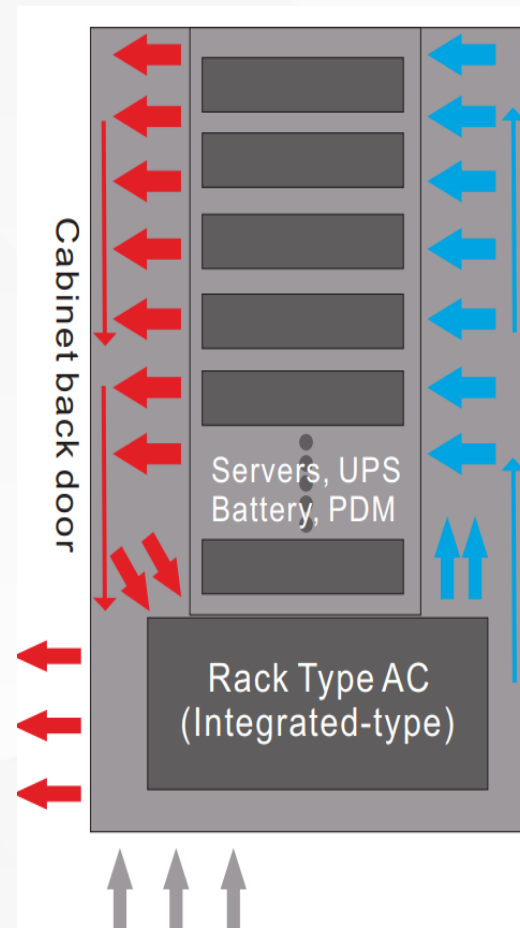 Cabinet back door
Servers, UPS
Battery, PDM
Rack Type AC
(Integrated-type)